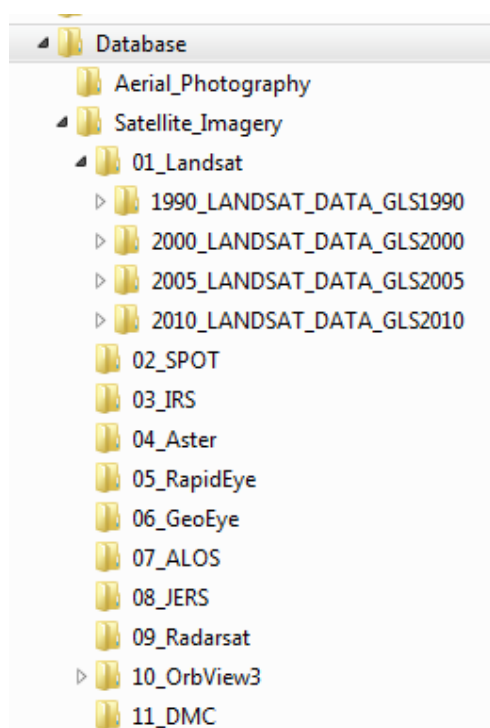 Database
Aerial_Photography
Satellite_Imagery
01_Landsat
1990_LANDSAT_DATA_GLS1990
2000_LANDSAT_DATA_GLS2000
2005_LANDSAT_DATA_GLS2005
2010_LANDSAT_DATA_GLS2010
02_SPOT
03_IRS
04_Aster
05_RapidEye
06_GeoEye
07_ALOS
08_JERS
09_Radarsat
10_OrbView3
11_DMC